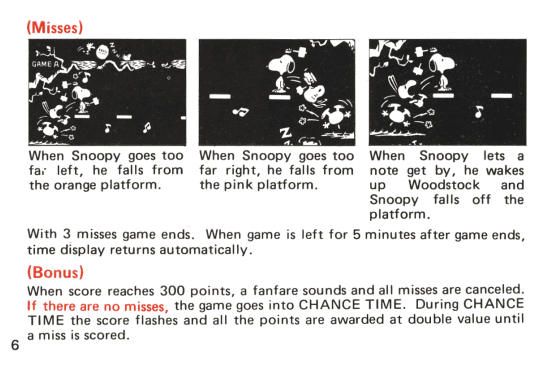 (Misses)
GAME A
When Snoopy goes too
far left, he falls from
the orange platform.
When Snoopy goes too
far right, he falls from
the pink platform.
When Snoopy lets a
note get by, he wakes
up Woodstock and
Snoopy falls off the
platform.
With 3 misses game ends. When game is left for 5 minutes after game ends,
time display returns automatically.
(Bonus)
When score reaches 300 points, a fanfare sounds and all misses are canceled.
If there are no misses, the game goes into CHANCE TIME. During CHANCE
TIME the score flashes and all the points are awarded at double value until
a miss is scored.
6